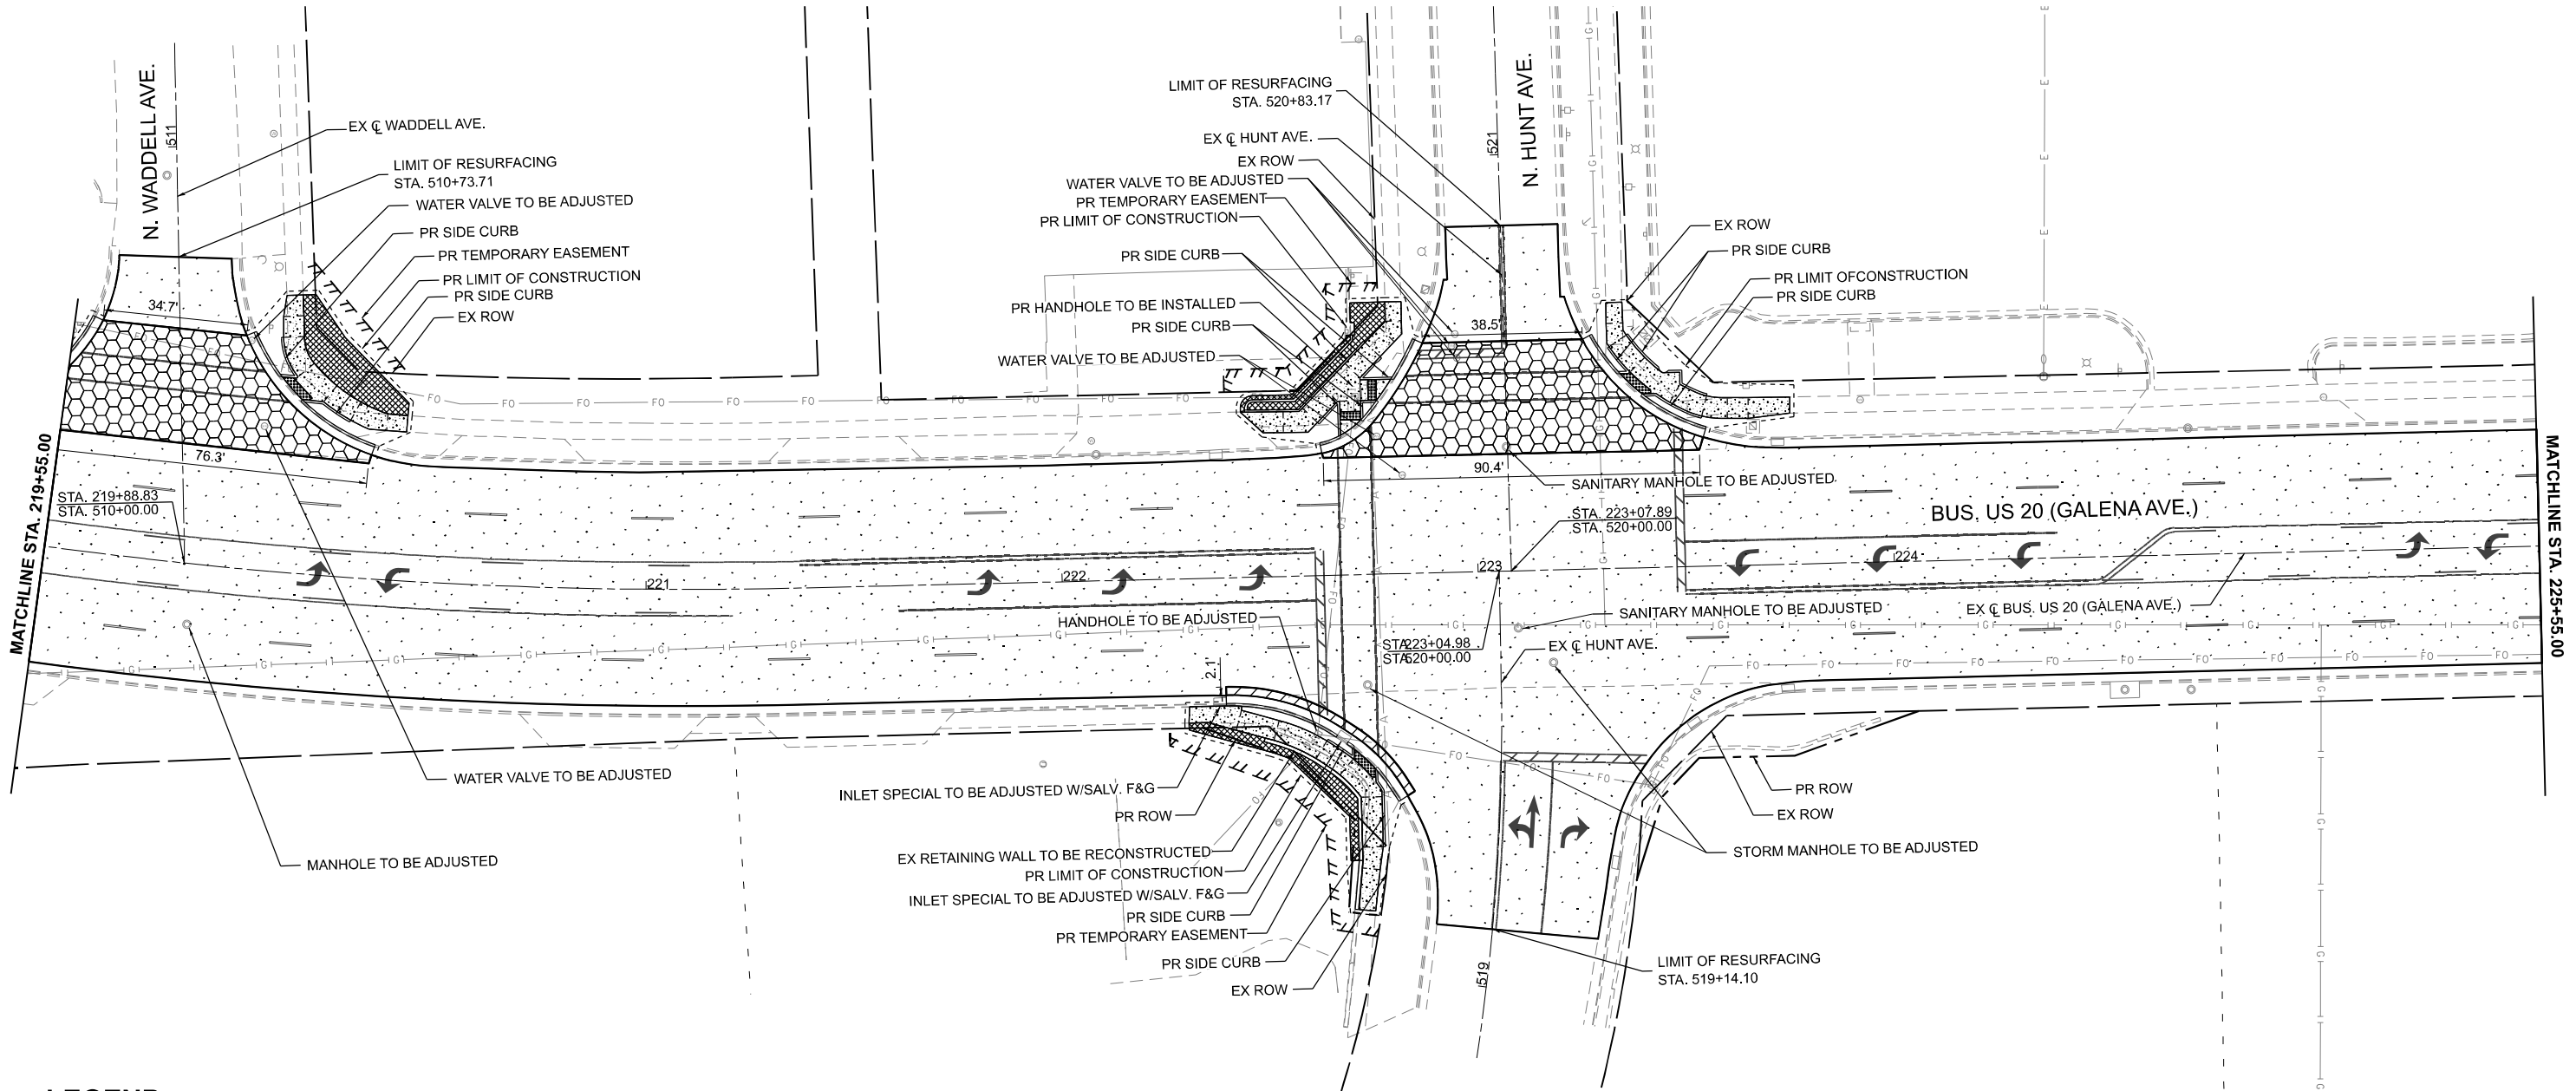 N. WADDELL AVE.
511
EX ℄ WADDELL AVE.
LIMIT OF RESURFACING
STA. 510+73.71
WATER VALVE TO BE ADJUSTED
PR SIDE CURB
PR TEMPORARY EASEMENT
PR LIMIT OF CONSTRUCTION
PR SIDE CURB
EX ROW
34.7'
76.3'
MATCHLINE STA. 219+55.00
STA. 219+88.83
STA. 510+00.00
LIMIT OF RESURFACING
STA. 520+83.17
EX ℄ HUNT AVE.
EX ROW
WATER VALVE TO BE ADJUSTED
PR TEMPORARY EASEMENT
PR LIMIT OF CONSTRUCTION
PR SIDE CURB
PR HANDHOLE TO BE INSTALLED
PR SIDE CURB
WATER VALVE TO BE ADJUSTED
521
N. HUNT AVE.
38.5'
90.4'
EX ROW
PR SIDE CURB
PR LIMIT OFCONSTRUCTION
PR SIDE CURB
FO FO FO FO FO FO FO FO FO FO FO
SANITARY MANHOLE TO BE ADJUSTED
STA. 223+07.89
STA. 520+00.00
BUS. US 20 (GALENA AVE.)
MATCHLINE STA. 225+55.00
221
222
223
224
HANDHOLE TO BE ADJUSTED
SANITARY MANHOLE TO BE ADJUSTED
EX ℄ BUS. US 20 (GALENA AVE.)
STA.223+04.98
STA.520+00.00
EX ℄ HUNT AVE.
2.1'
WATER VALVE TO BE ADJUSTED
MANHOLE TO BE ADJUSTED
INLET SPECIAL TO BE ADJUSTED W/SALV. F&G
PR ROW
EX RETAINING WALL TO BE RECONSTRUCTED
PR LIMIT OF CONSTRUCTION
INLET SPECIAL TO BE ADJUSTED W/SALV. F&G
PR SIDE CURB
PR TEMPORARY EASEMENT
PR SIDE CURB
EX ROW
PR ROW
EX ROW
STORM MANHOLE TO BE ADJUSTED
519
LIMIT OF RESURFACING
STA. 519+14.10